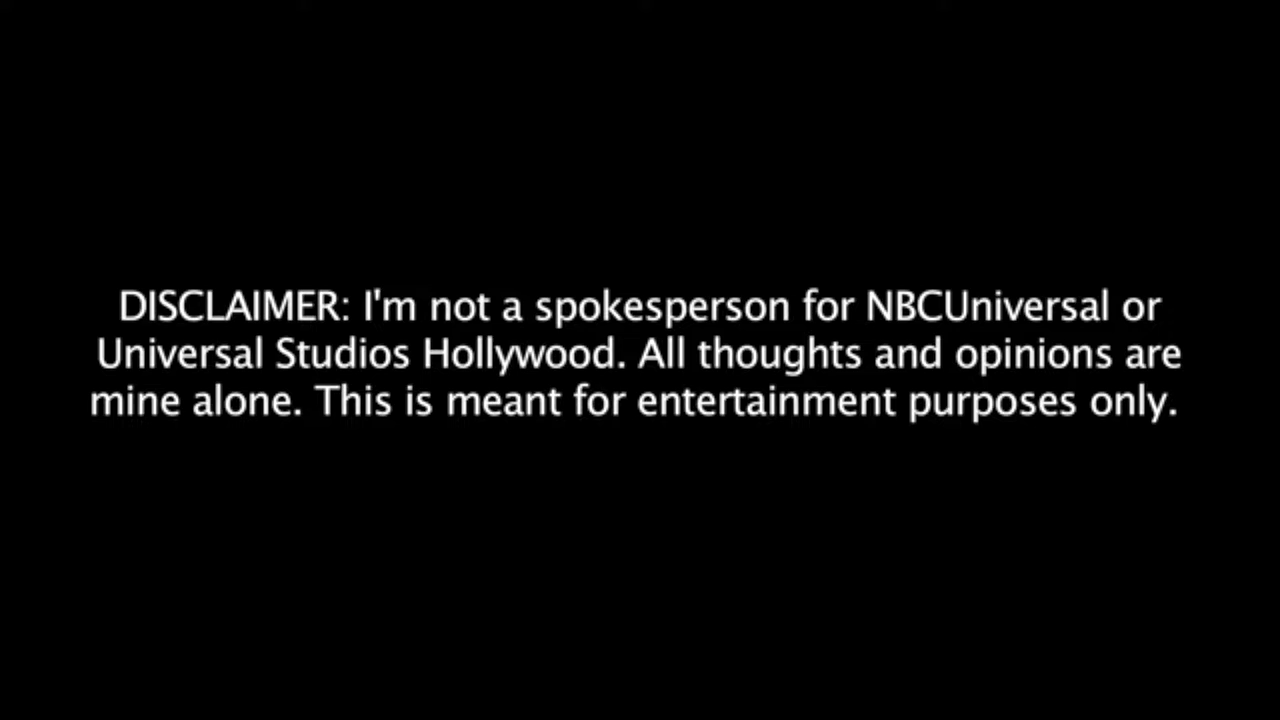 DISCLAIMER: I'm not a spokesperson for NBCUniversal or
Universal Studios Hollywood. All thoughts and opinions are
mine alone. This is meant for entertainment purposes only.